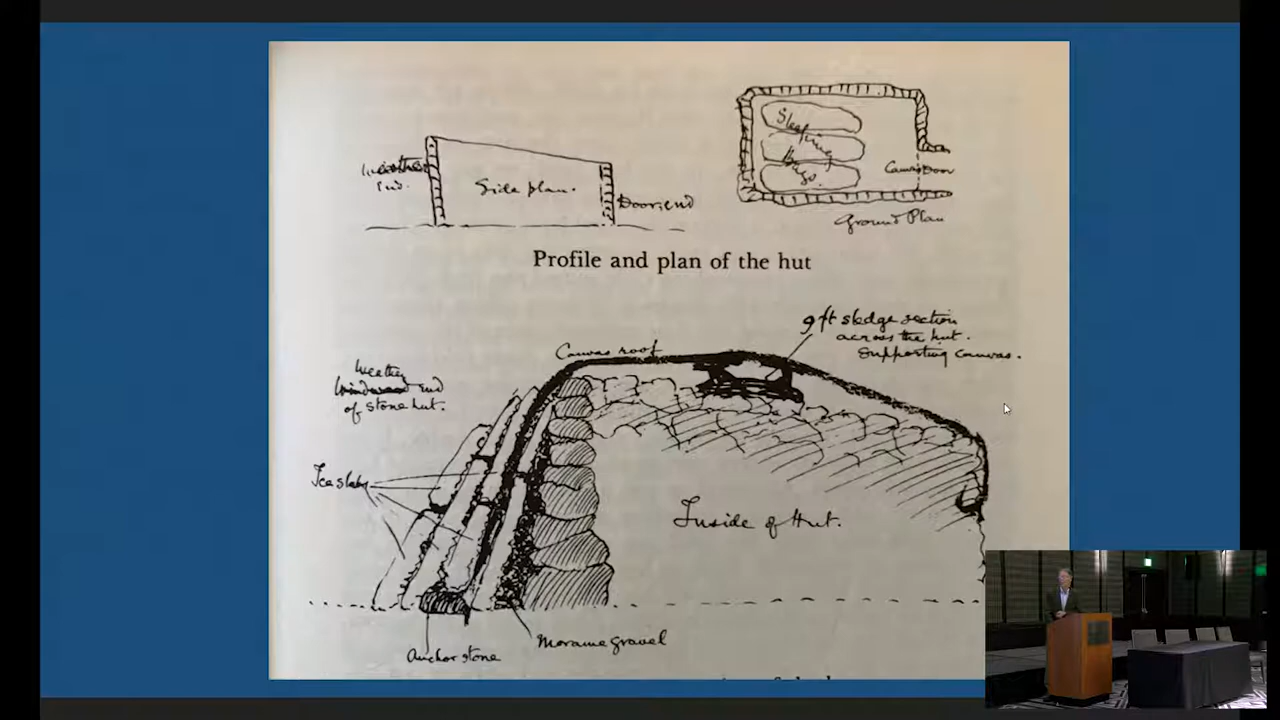 Weather
End.
Side plan.
Door end
Sleeping
Bags.
Canvas Door
Ground Plan
Profile and plan of the hut
9 ft sledge section
across the hut.
supporting canvas.
Canvas roof
Weather
windward end
of stone hut.
Ice slabs
Inside of Hut.
Anchor stone
Moraine gravel